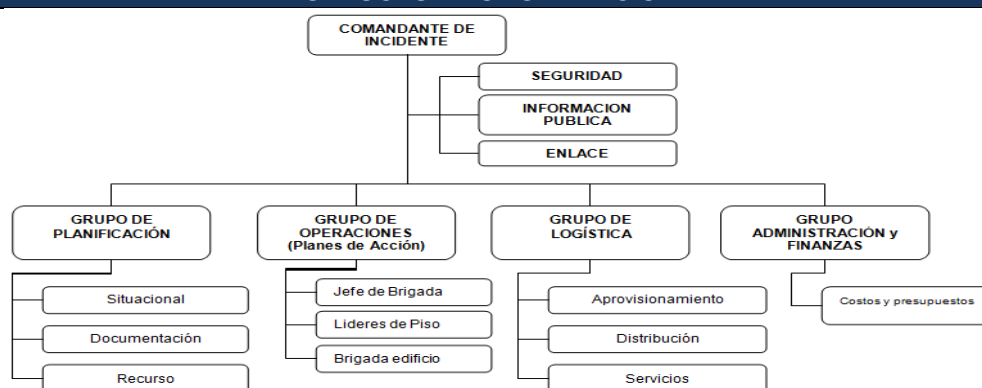 COMANDANTE DE
INCIDENTE
SEGURIDAD
INFORMACION
PUBLICA
ENLACE
GRUPO DE
PLANIFICACIÓN
GRUPO DE
OPERACIONES
(Planes de Acción)
GRUPO DE
LOGÍSTICA
GRUPO
ADMINISTRACIÓN y
FINANZAS
Situacional
Documentación
Recurso
Jefe de Brigada
Lideres de Piso
Brigada edificio
Aprovisionamiento
Distribución
Servicios
Costos y presupuestos